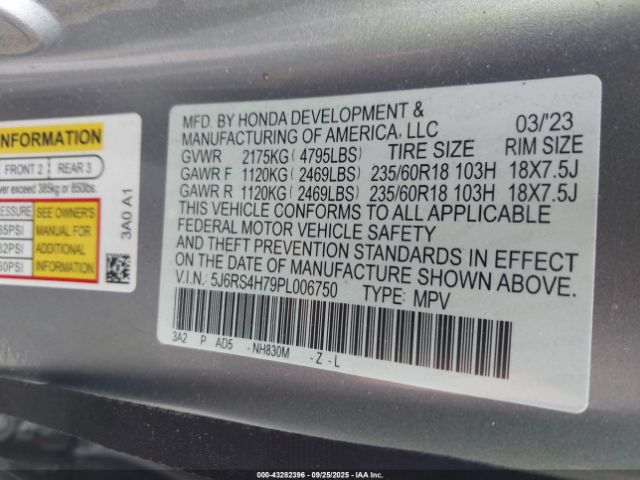 INFORMATION
FRONT 2 REAR 3
exceed 385kg or 850lbs.
SEE OWNER'S
MANUAL FOR
ADDITIONAL
INFORMATION
3A0 A1
MFD. BY HONDA DEVELOPMENT &
MANUFACTURING OF AMERICA, LLC 03/'23
GVWR 2175KG ( 4795LBS) TIRE SIZE RIM SIZE
GAWR F 1120KG ( 2469LBS) 235/60R18 103H 18X7.5J
GAWR R 1120KG ( 2469LBS) 235/60R18 103H 18X7.5J
THIS VEHICLE CONFORMS TO ALL APPLICABLE
FEDERAL MOTOR VEHICLE SAFETY
AND THEFT PREVENTION STANDARDS IN EFFECT
ON THE DATE OF MANUFACTURE SHOWN ABOVE.
V.I.N: 5J6RS4H79PL006750 TYPE: MPV
3A2 P AD5 - NH830M - Z - L
000-43282396 - 09/25/2025 - IAAI.com